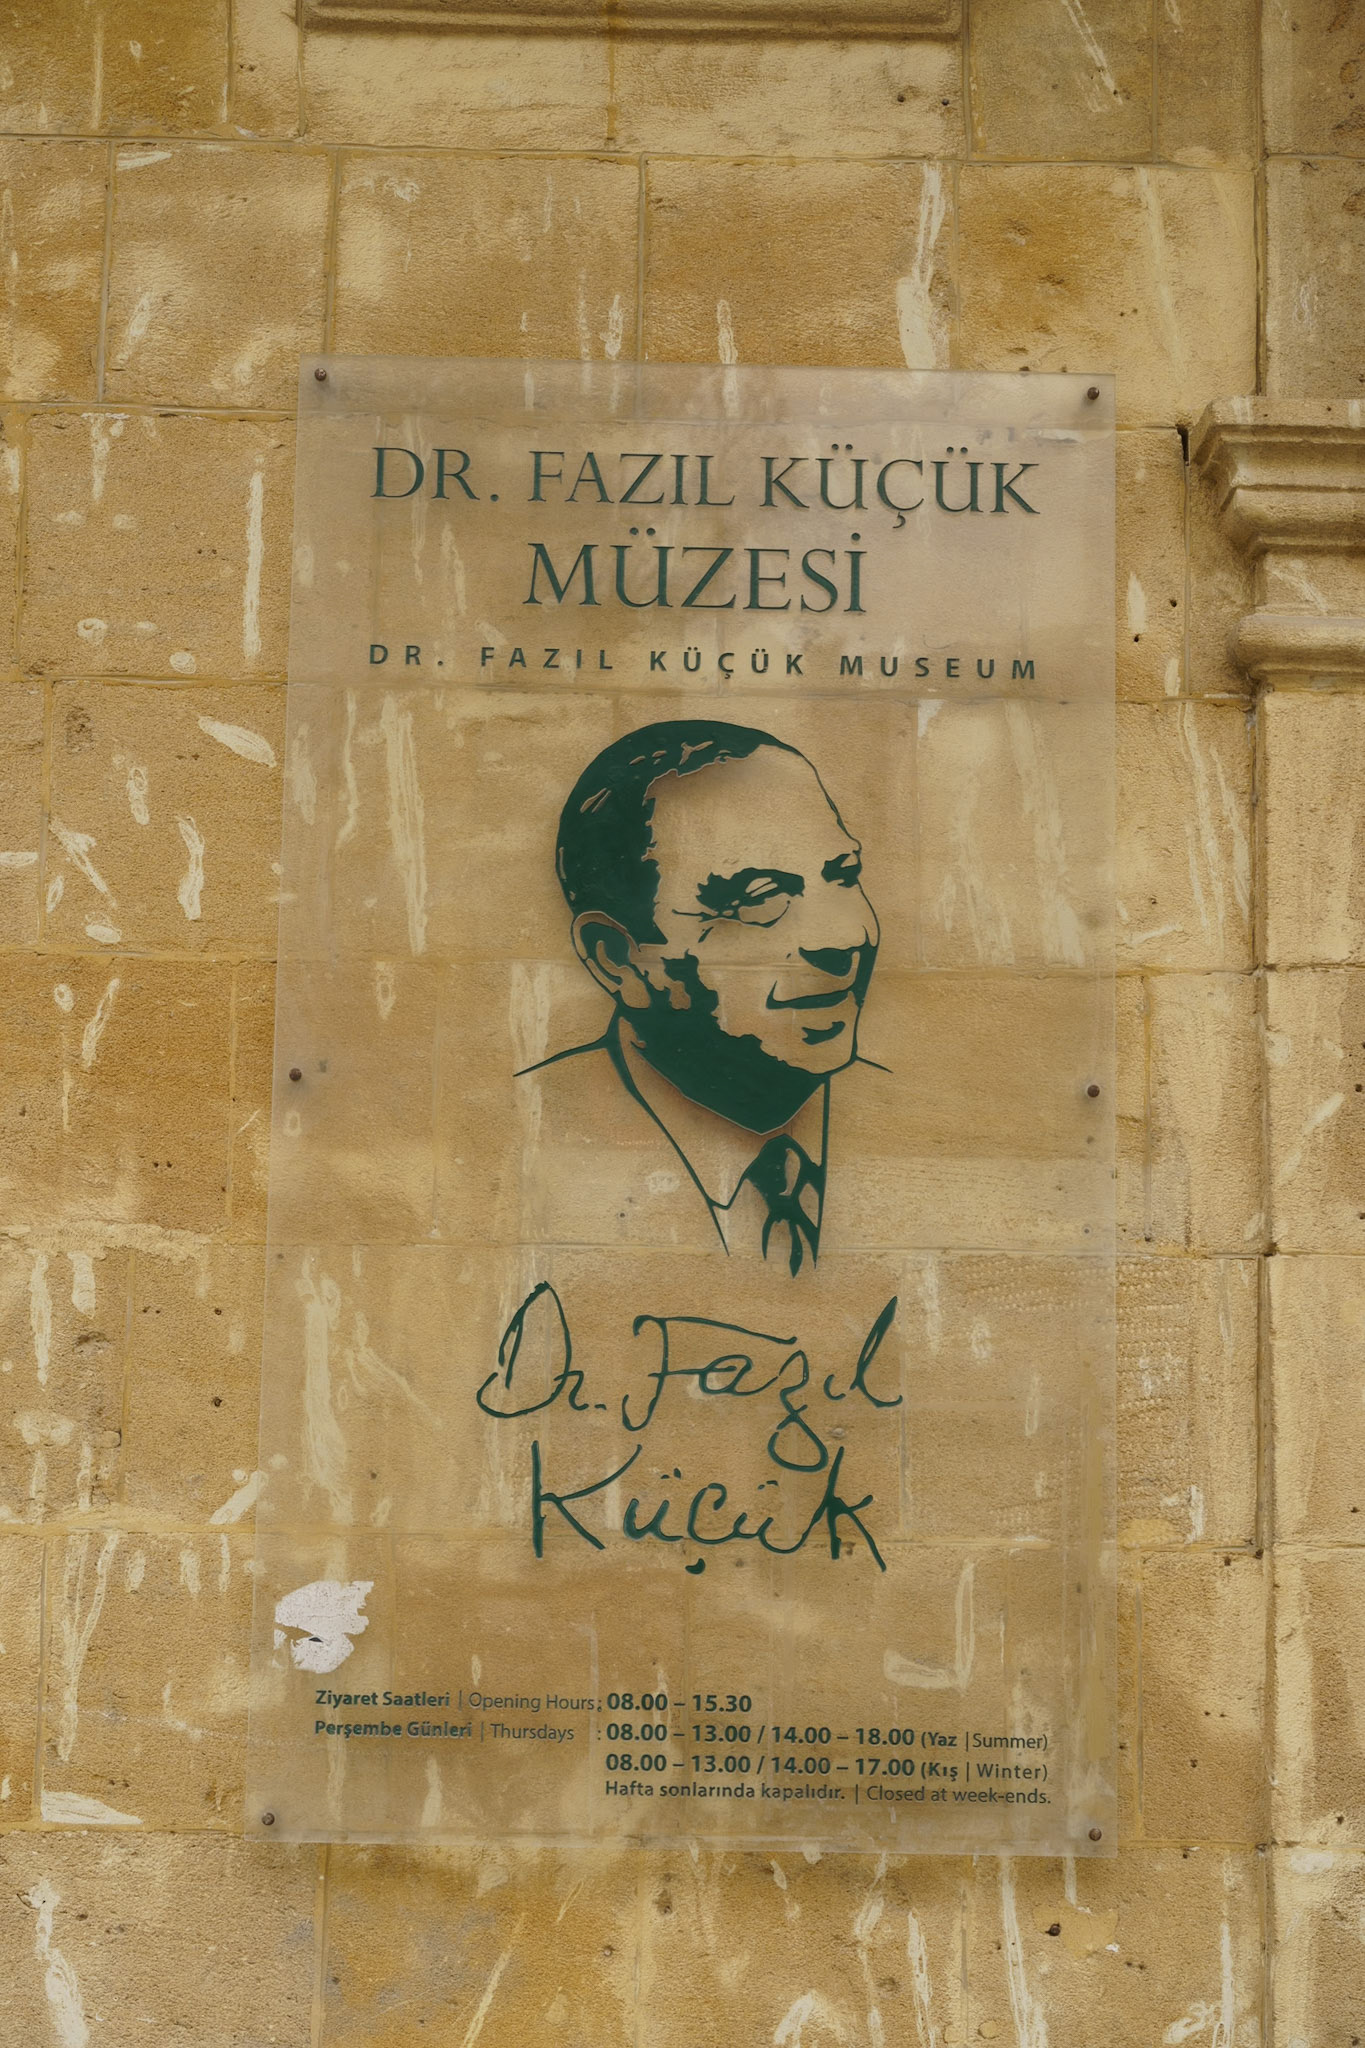 DR. FAZIL KÜÇÜK
MÜZESİ
DR. FAZIL KÜÇÜK MUSEUM
Dr. Fazıl
Küçük
Ziyaret Saatleri | Opening Hours : 08.00 – 15.30
Perşembe Günleri | Thursdays : 08.00 – 13.00 / 14.00 – 18.00 (Yaz | Summer)
08.00 – 13.00 / 14.00 – 17.00 (Kış | Winter)
Hafta sonlarında kapalıdır. | Closed at week-ends.